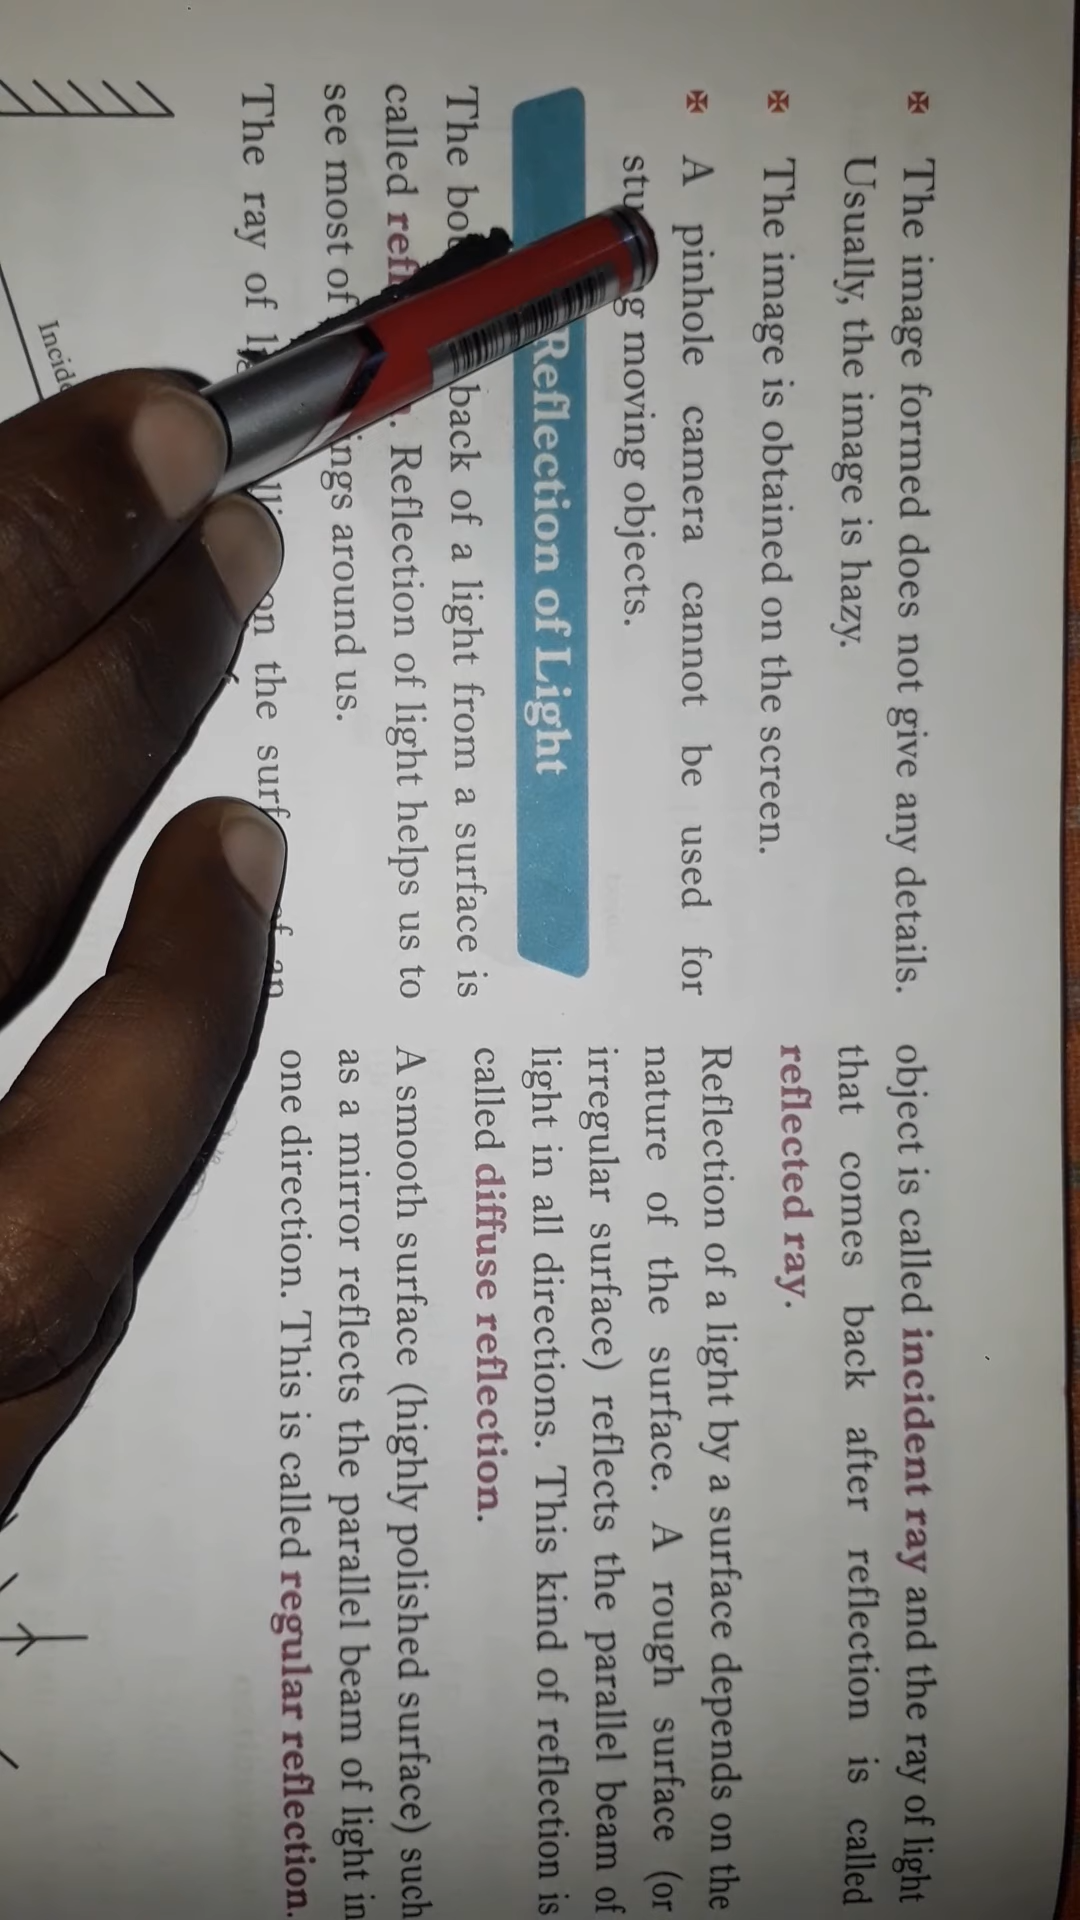 ✠ The image formed does not give any details.
Usually, the image is hazy.
✠ The image is obtained on the screen.
✠ A pinhole camera cannot be used for
moving objects.
Reflection of Light
The back of a light from a surface is
called Reflection of light helps us to
see most of around us.
The ray of on the
object is called incident ray and the ray of light
that comes back after reflection is called
reflected ray.
Reflection of a light by a surface depends on the
nature of the surface. A rough surface (or
irregular surface) reflects the parallel beam of
light in all directions. This kind of reflection is
called diffuse reflection.
A smooth surface (highly polished surface) such
as a mirror reflects the parallel beam of light in
one direction. This is called regular reflection.